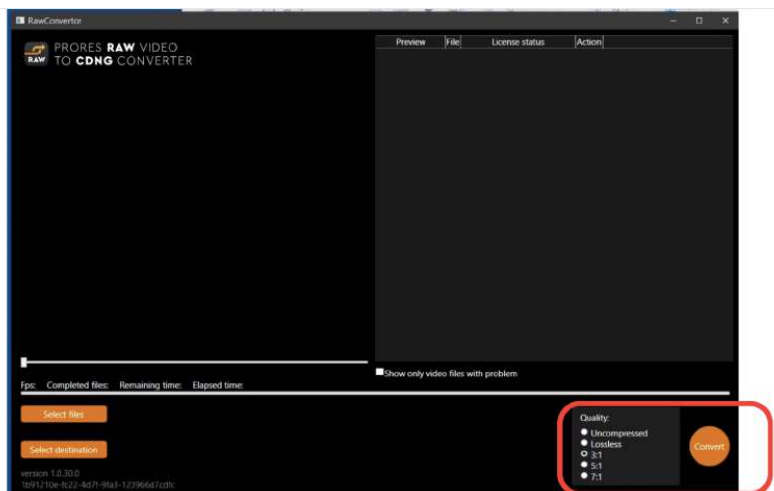 RawConvertor
PRORES RAW VIDEO
TO CDNG CONVERTER
RAW
Preview File License status Action
Show only video files with problem
Fps: Completed files: Remaining time: Elapsed time:
Select files
Select destination
Quality:
Uncompressed
Lossless
3:1
5:1
7:1
Convert
version 1.0.30.0